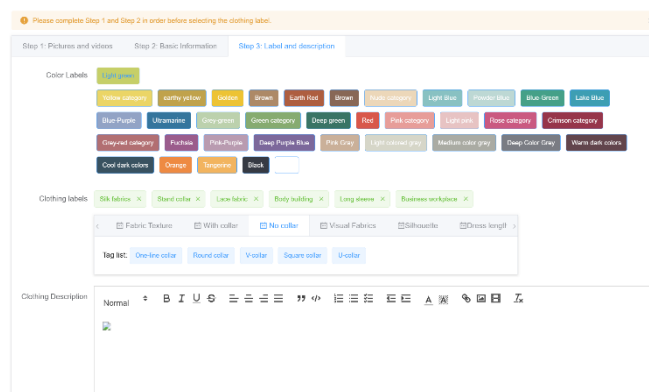 Please complete Step 1 and Step 2 in order before selecting the clothing label.
Step 1: Pictures and videos Step 2: Basic Information Step 3: Label and description
Color Labels Light green
Yellow category earthy yellow Golden Brown Earth Red Brown Nude category Light Blue Powder Blue Blue Green Lake Blue
Blue-Purple Ultramarine Grey-green Green category Deep green Red Pink category Light pink Rose category Crimson category
Grey-red category Fuchsia Pink-Purple Deep Purple Blue Pink Gray Light colored grey Medium color grey Deep Color Grey Warm dark colors
Cool dark colors Orange Tangerine Black
Clothing labels Silk fabrics × Stand collar × Lace fabric × Body building × Long sleeve × Business workplace ×
Fabric Texture With collar No collar Visual Fabrics Silhouette Dress length
Tag list: One-line collar Round collar V-collar Square collar U-collar
Clothing Description Normal B I U S